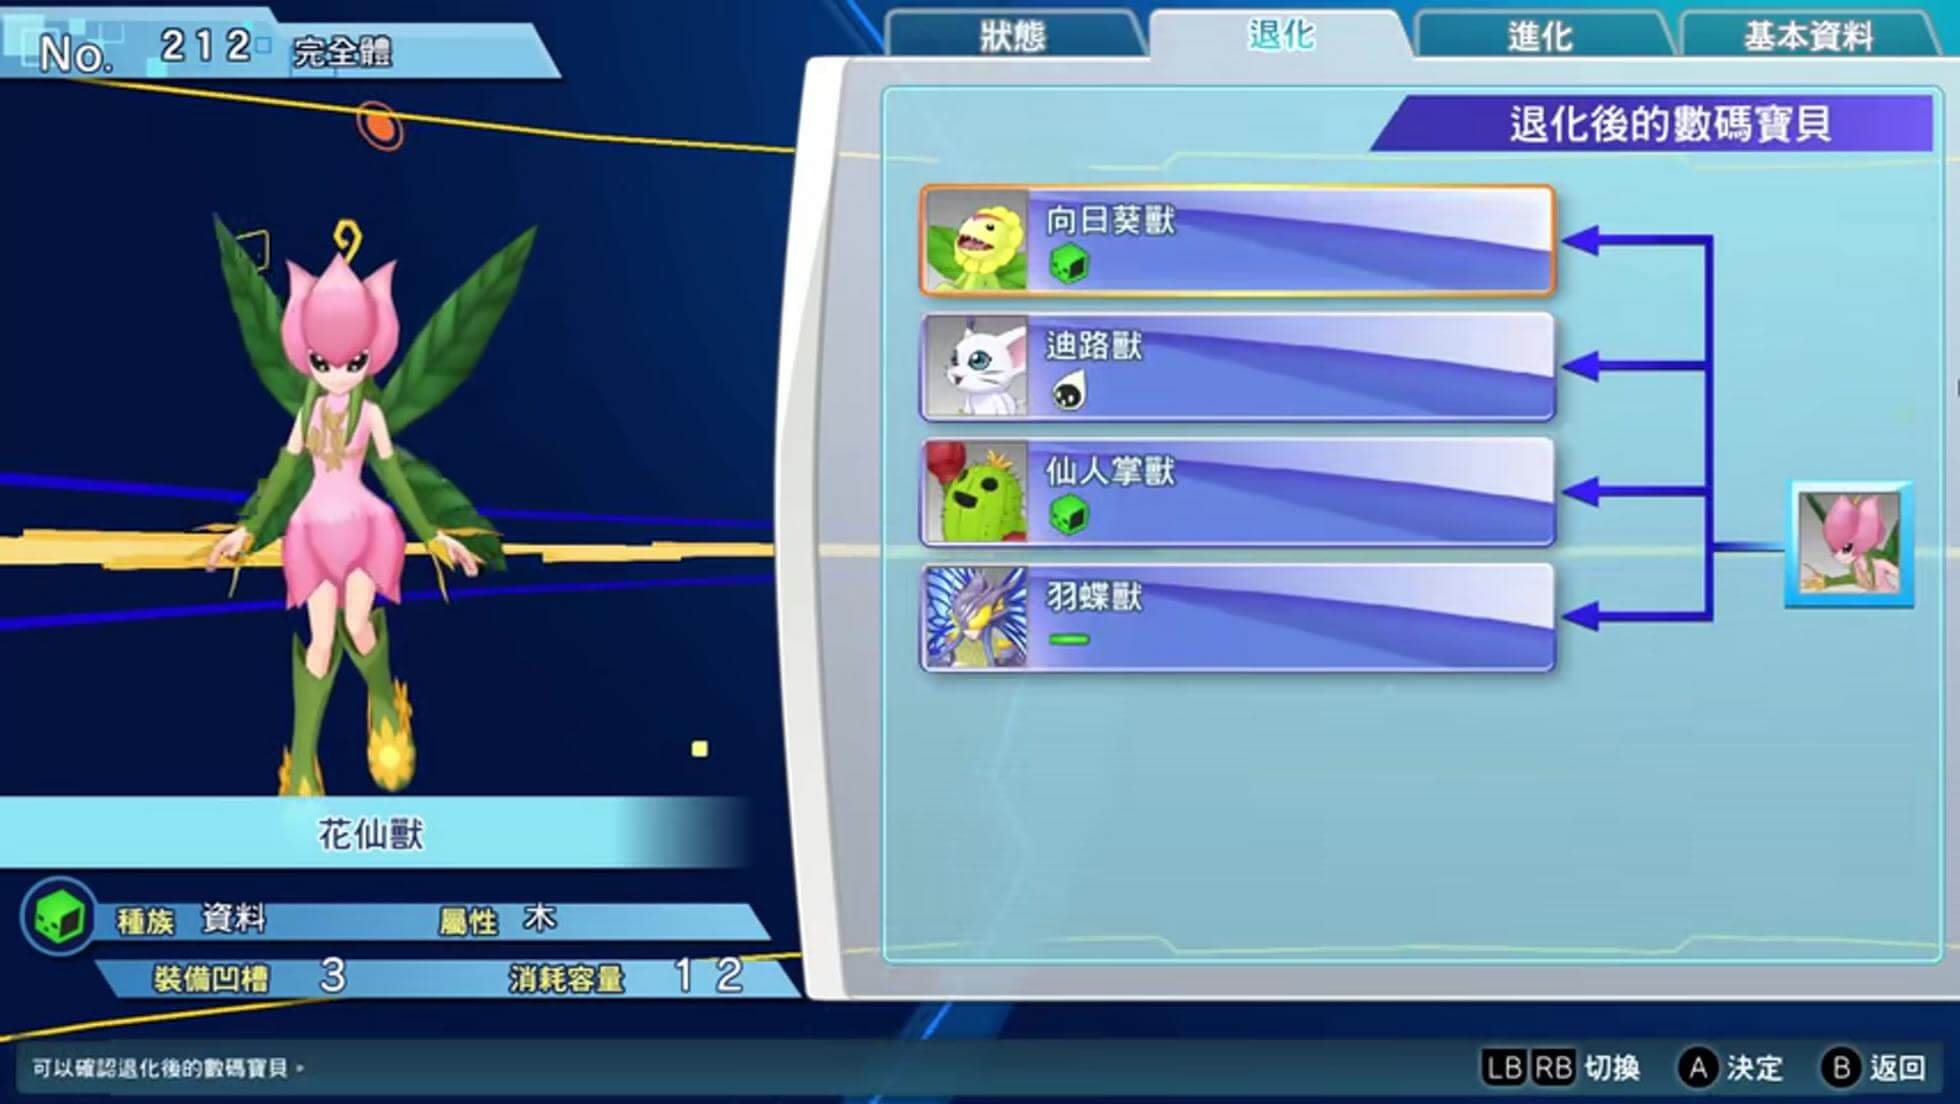 No. 212 完全體
狀態 退化 進化 基本資料
退化後的數碼寶貝
向日葵獸
迪路獸
仙人掌獸
羽蝶獸
花仙獸
種族 資料 屬性 木
裝備凹槽 3 消耗容量 12
可以確認退化後的數碼寶貝。
LB RB 切換 A 決定 B 返回